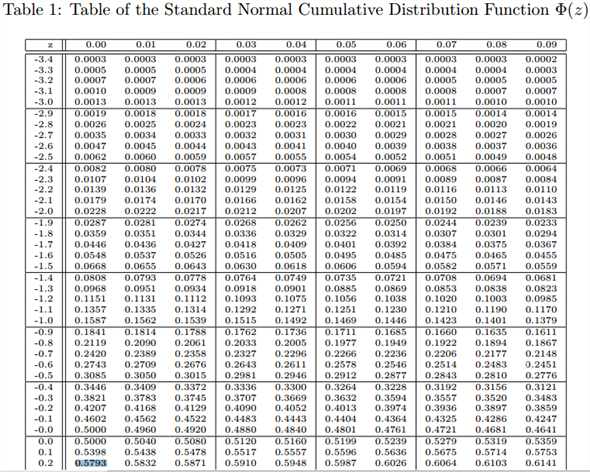 Table 1: Table of the Standard Normal Cumulative Distribution Function Φ(z)
z 0.00 0.01 0.02 0.03 0.04 0.05 0.06 0.07 0.08 0.09
-3.4 0.0003 0.0003 0.0003 0.0003 0.0003 0.0003 0.0003 0.0003 0.0003 0.0002
-3.3 0.0005 0.0005 0.0005 0.0004 0.0004 0.0004 0.0004 0.0004 0.0004 0.0003
-3.2 0.0007 0.0007 0.0006 0.0006 0.0006 0.0006 0.0006 0.0005 0.0005 0.0005
-3.1 0.0010 0.0009 0.0009 0.0009 0.0008 0.0008 0.0008 0.0008 0.0007 0.0007
-3.0 0.0013 0.0013 0.0013 0.0012 0.0012 0.0011 0.0011 0.0011 0.0010 0.0010
-2.9 0.0019 0.0018 0.0018 0.0017 0.0016 0.0016 0.0015 0.0015 0.0014 0.0014
-2.8 0.0026 0.0025 0.0024 0.0023 0.0023 0.0022 0.0021 0.0021 0.0020 0.0019
-2.7 0.0035 0.0034 0.0033 0.0032 0.0031 0.0030 0.0029 0.0028 0.0027 0.0026
-2.6 0.0047 0.0045 0.0044 0.0043 0.0041 0.0040 0.0039 0.0038 0.0037 0.0036
-2.5 0.0062 0.0060 0.0059 0.0057 0.0055 0.0054 0.0052 0.0051 0.0049 0.0048
-2.4 0.0082 0.0080 0.0078 0.0075 0.0073 0.0071 0.0069 0.0068 0.0066 0.0064
-2.3 0.0107 0.0104 0.0102 0.0099 0.0096 0.0094 0.0091 0.0089 0.0087 0.0084
-2.2 0.0139 0.0136 0.0132 0.0129 0.0125 0.0122 0.0119 0.0116 0.0113 0.0110
-2.1 0.0179 0.0174 0.0170 0.0166 0.0162 0.0158 0.0154 0.0150 0.0146 0.0143
-2.0 0.0228 0.0222 0.0217 0.0212 0.0207 0.0202 0.0197 0.0192 0.0188 0.0183
-1.9 0.0287 0.0281 0.0274 0.0268 0.0262 0.0256 0.0250 0.0244 0.0239 0.0233
-1.8 0.0359 0.0351 0.0344 0.0336 0.0329 0.0322 0.0314 0.0307 0.0301 0.0294
-1.7 0.0446 0.0436 0.0427 0.0418 0.0409 0.0401 0.0392 0.0384 0.0375 0.0367
-1.6 0.0548 0.0537 0.0526 0.0516 0.0505 0.0495 0.0485 0.0475 0.0465 0.0455
-1.5 0.0668 0.0655 0.0643 0.0630 0.0618 0.0606 0.0594 0.0582 0.0571 0.0559
-1.4 0.0808 0.0793 0.0778 0.0764 0.0749 0.0735 0.0721 0.0708 0.0694 0.0681
-1.3 0.0968 0.0951 0.0934 0.0918 0.0901 0.0885 0.0869 0.0853 0.0838 0.0823
-1.2 0.1151 0.1131 0.1112 0.1093 0.1075 0.1056 0.1038 0.1020 0.1003 0.0985
-1.1 0.1357 0.1335 0.1314 0.1292 0.1271 0.1251 0.1230 0.1210 0.1190 0.1170
-1.0 0.1587 0.1562 0.1539 0.1515 0.1492 0.1469 0.1446 0.1423 0.1401 0.1379
-0.9 0.1841 0.1814 0.1788 0.1762 0.1736 0.1711 0.1685 0.1660 0.1635 0.1611
-0.8 0.2119 0.2090 0.2061 0.2033 0.2005 0.1977 0.1949 0.1922 0.1894 0.1867
-0.7 0.2420 0.2389 0.2358 0.2327 0.2296 0.2266 0.2236 0.2206 0.2177 0.2148
-0.6 0.2743 0.2709 0.2676 0.2643 0.2611 0.2578 0.2546 0.2514 0.2483 0.2451
-0.5 0.3085 0.3050 0.3015 0.2981 0.2946 0.2912 0.2877 0.2843 0.2810 0.2776
-0.4 0.3446 0.3409 0.3372 0.3336 0.3300 0.3264 0.3228 0.3192 0.3156 0.3121
-0.3 0.3821 0.3783 0.3745 0.3707 0.3669 0.3632 0.3594 0.3557 0.3520 0.3483
-0.2 0.4207 0.4168 0.4129 0.4090 0.4052 0.4013 0.3974 0.3936 0.3897 0.3859
-0.1 0.4602 0.4562 0.4522 0.4483 0.4443 0.4404 0.4364 0.4325 0.4286 0.4247
-0.0 0.5000 0.4960 0.4920 0.4880 0.4840 0.4801 0.4761 0.4721 0.4681 0.4641
0.0 0.5000 0.5040 0.5080 0.5120 0.5160 0.5199 0.5239 0.5279 0.5319 0.5359
0.1 0.5398 0.5438 0.5478 0.5517 0.5557 0.5596 0.5636 0.5675 0.5714 0.5753
0.2 0.5793 0.5832 0.5871 0.5910 0.5948 0.5987 0.6026 0.6064 0.6103 0.6141